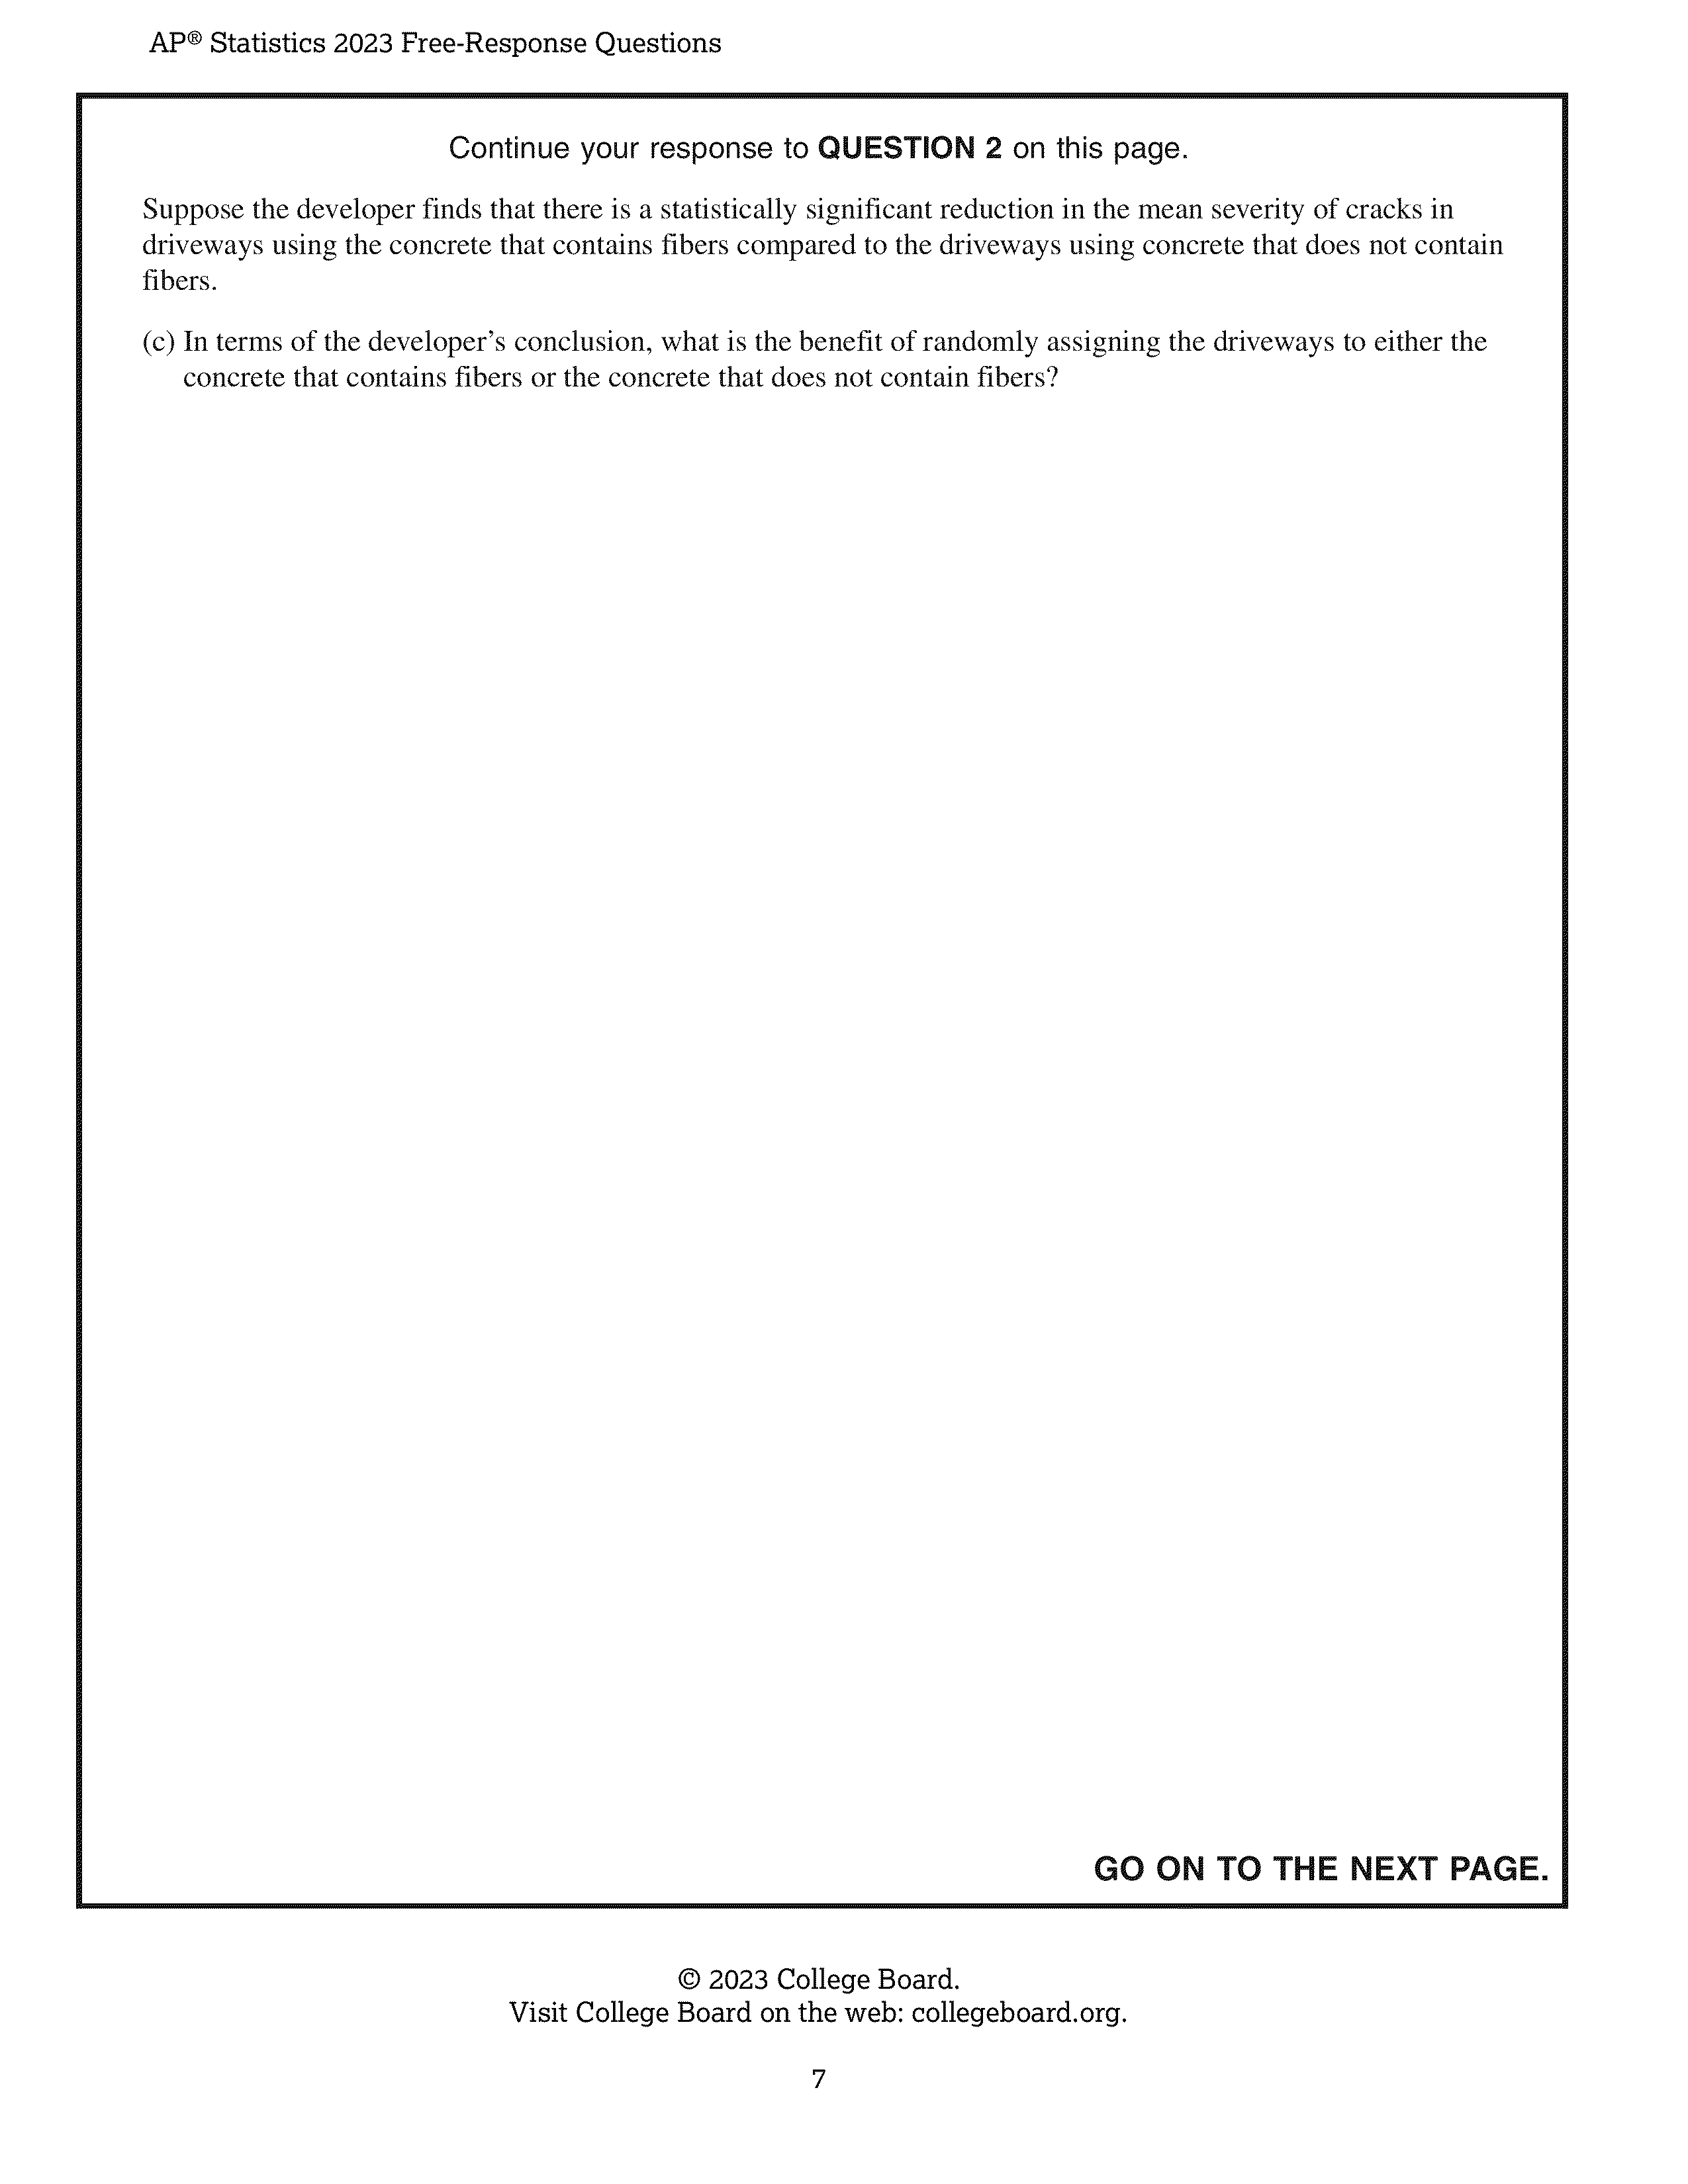 AP® Statistics 2023 Free-Response Questions
Continue your response to QUESTION 2 on this page.
Suppose the developer finds that there is a statistically significant reduction in the mean severity of cracks in
driveways using the concrete that contains fibers compared to the driveways using concrete that does not contain
fibers.
(c) In terms of the developer's conclusion, what is the benefit of randomly assigning the driveways to either the
concrete that contains fibers or the concrete that does not contain fibers?
GO ON TO THE NEXT PAGE.
© 2023 College Board.
Visit College Board on the web: collegeboard.org.
7